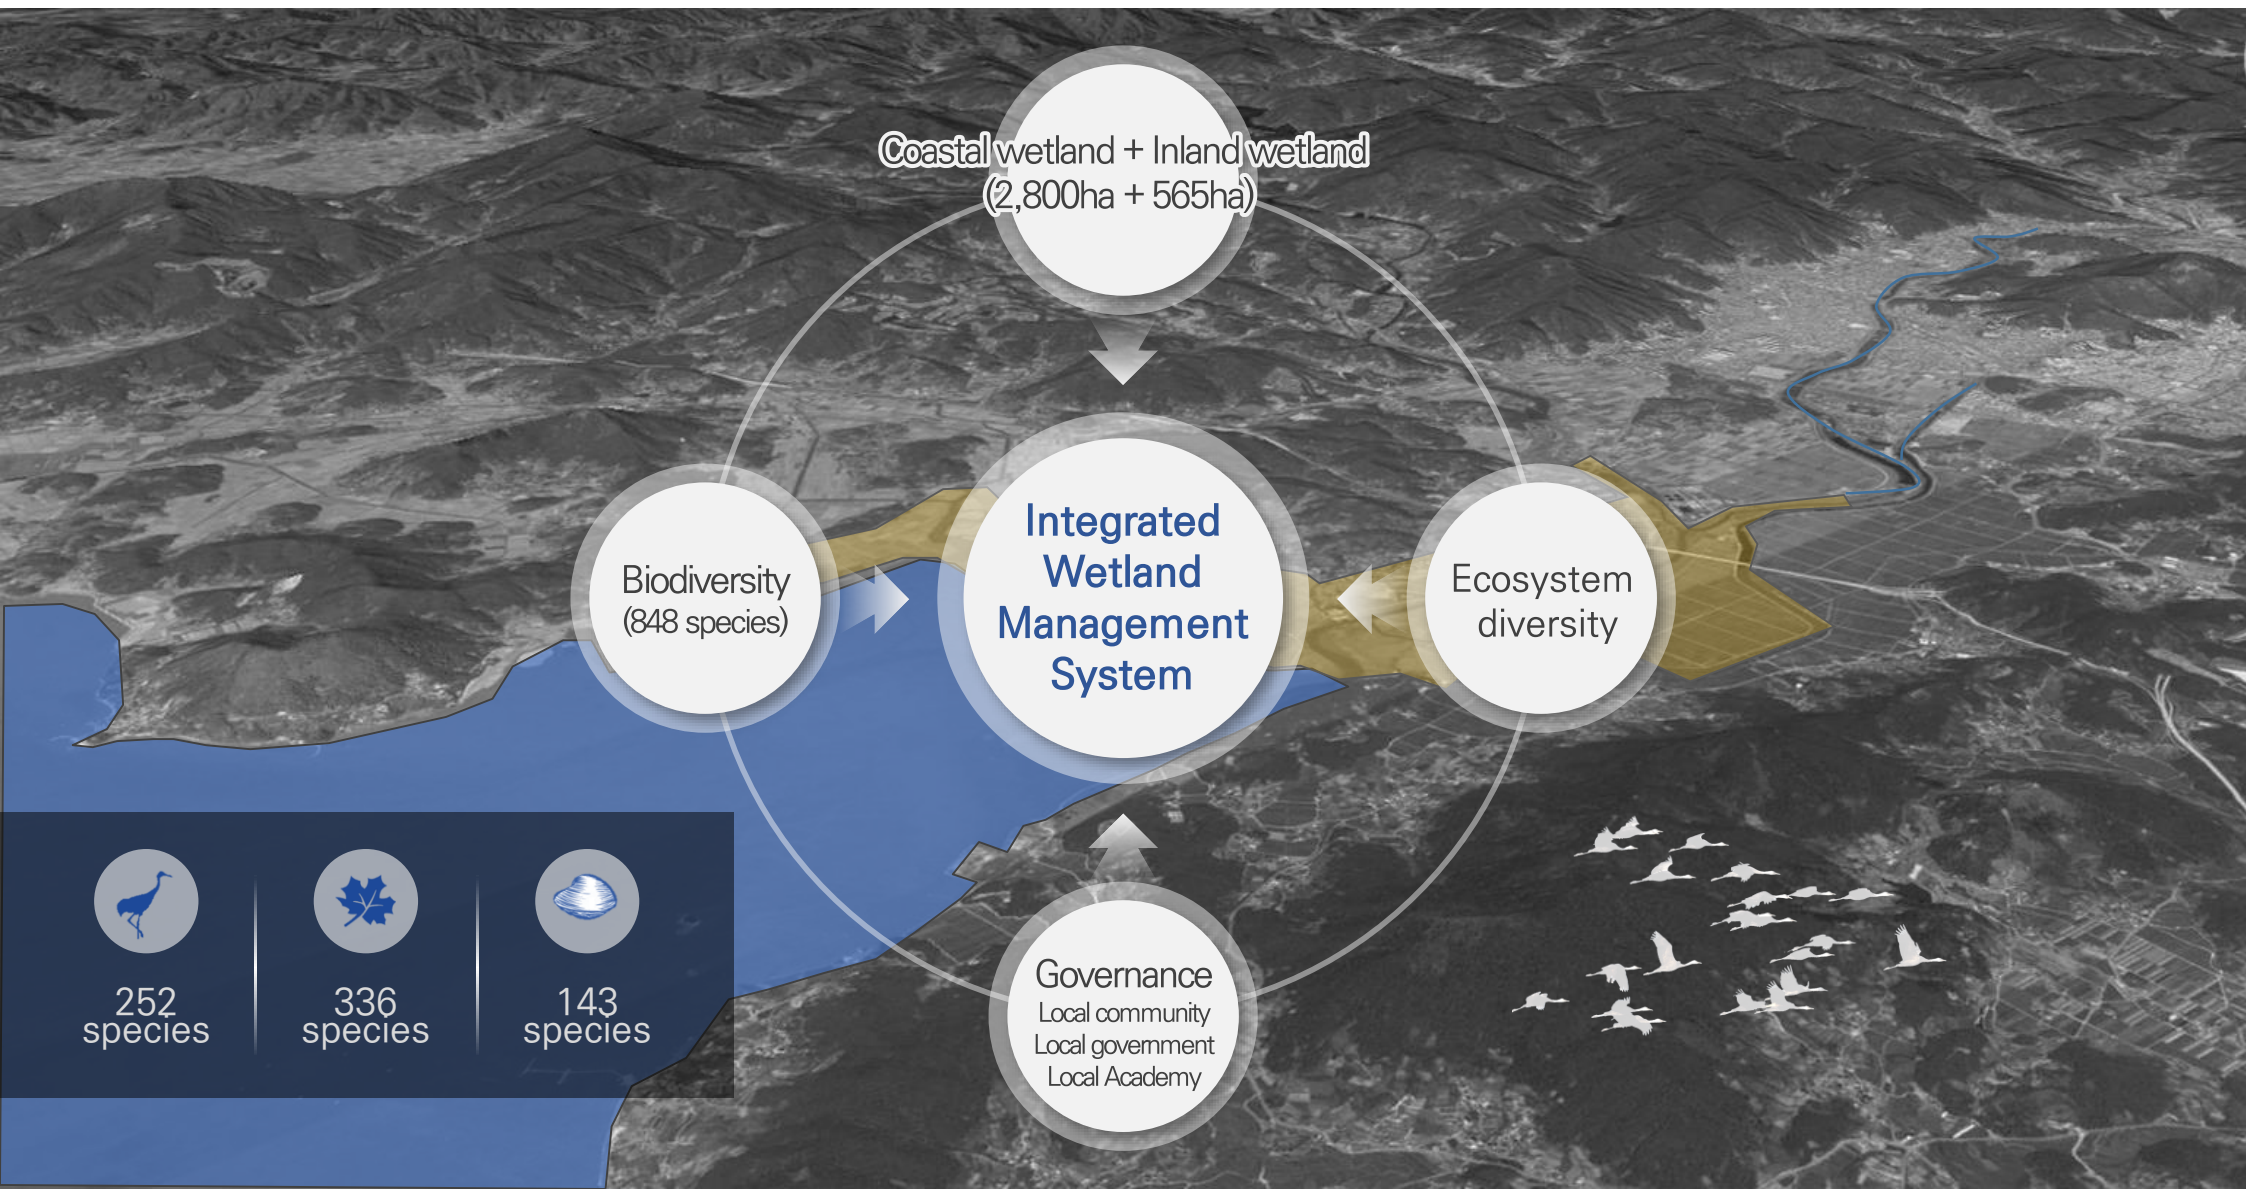 Coastal wetland + Inland wetland
(2,800ha + 565ha)
Integrated
Wetland
Management
System
Biodiversity
(848 species)
Ecosystem
diversity
Governance
Local community
Local government
Local Academy
252
species
336
species
143
species